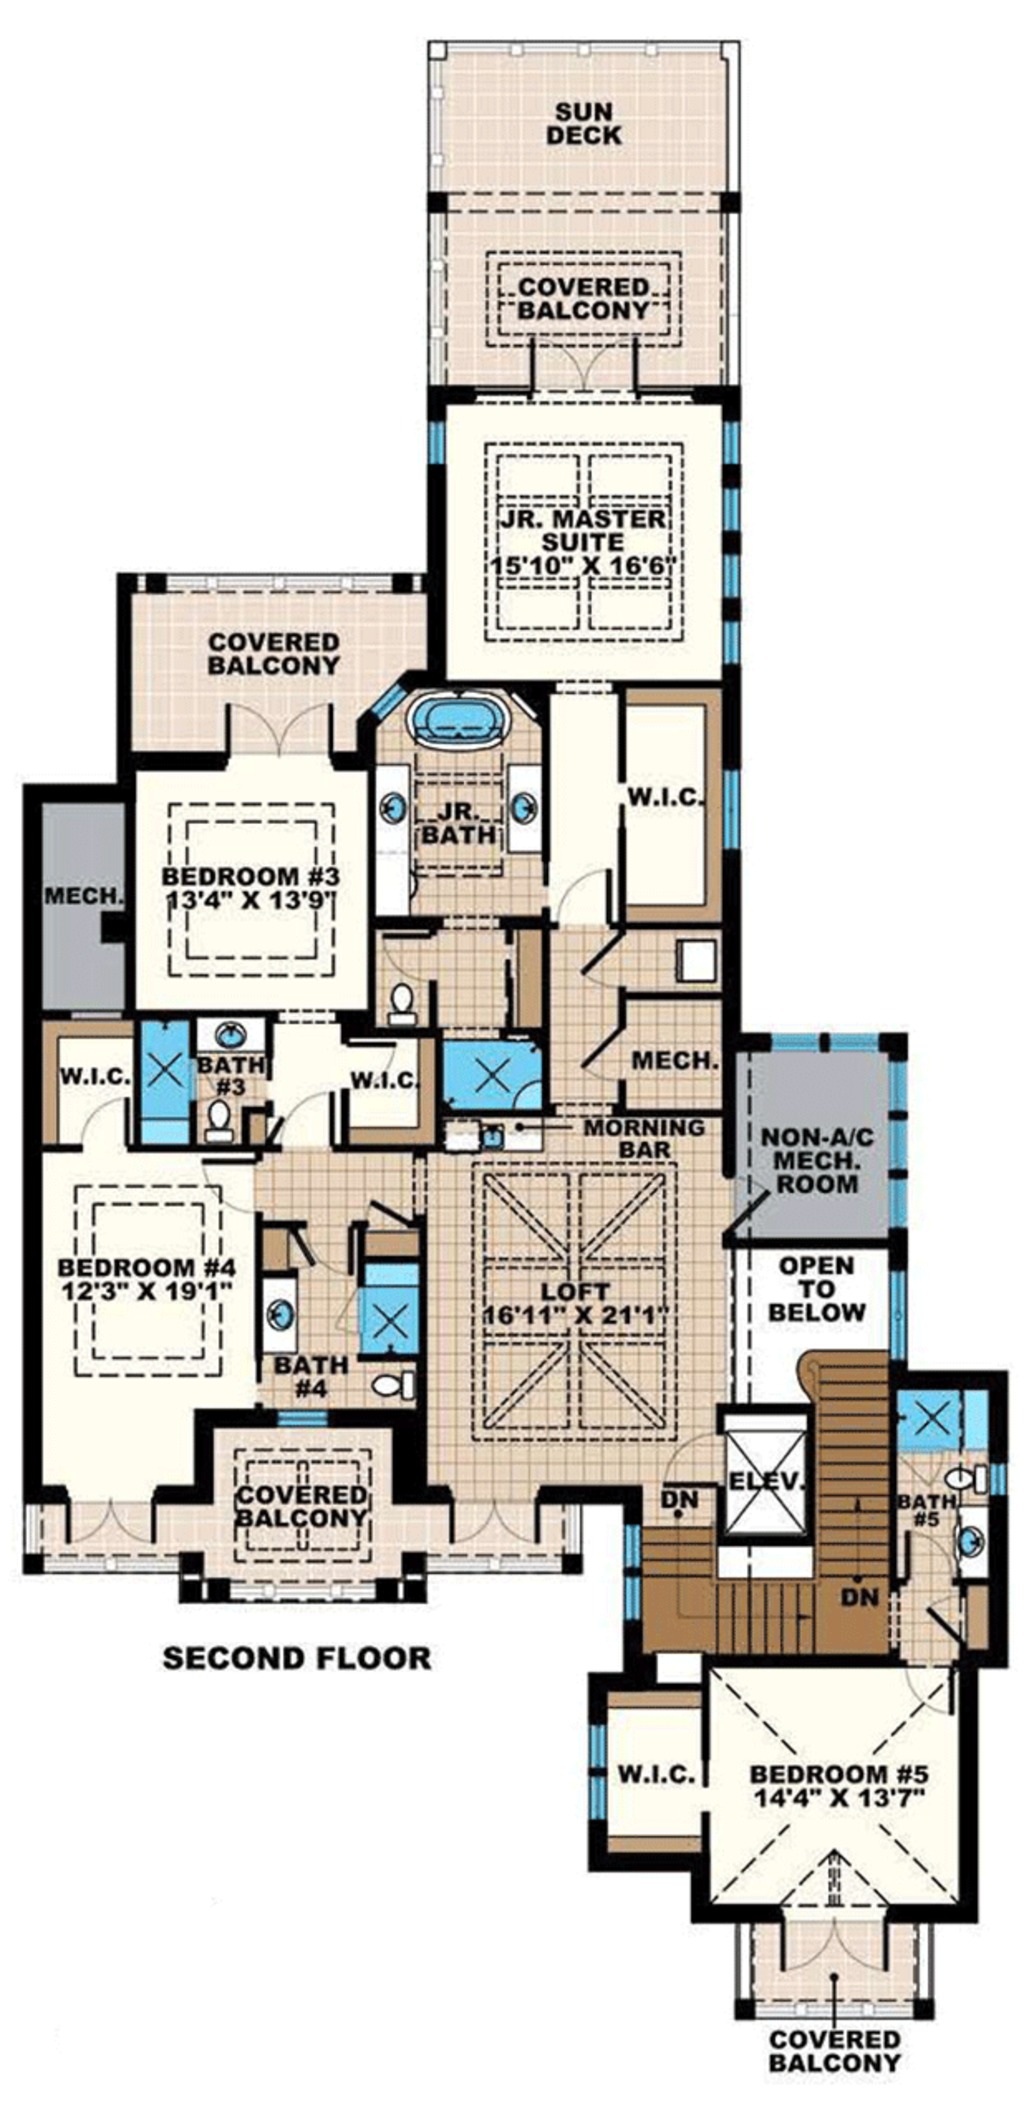 SUN
DECK
COVERED
BALCONY
JR. MASTER
SUITE
15'10" X 16'6"
COVERED
BALCONY
W.I.C.
JR.
BATH
BEDROOM #3
13'4" X 13'9"
MECH.
MECH.
W.I.C.
BATH
#3
W.I.C.
MORNING
BAR
NON-A/C
MECH.
ROOM
BEDROOM #4
12'3" X 19'1"
LOFT
16'11" X 21'1"
OPEN
TO
BELOW
BATH
#4
COVERED
BALCONY
ELEV.
DN
BATH
#5
DN
SECOND FLOOR
W.I.C.
BEDROOM #5
14'4" X 13'7"
COVERED
BALCONY